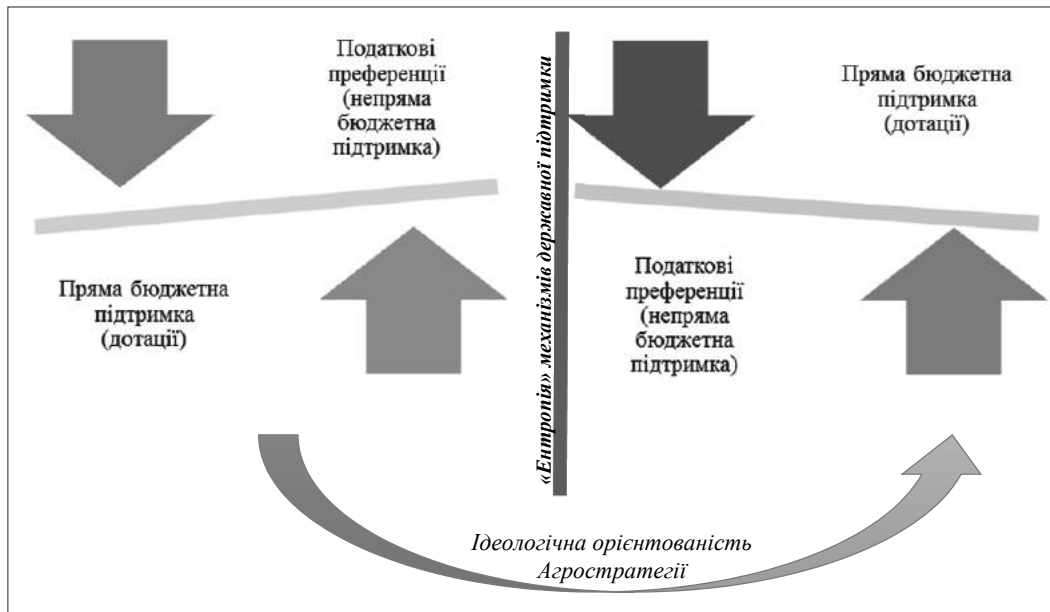 Податкові
преференції
(непряма
бюджетна
підтримка)
Пряма бюджетна
підтримка
(дотації)
«Ентропія» механізмів державної підтримки
Пряма бюджетна
підтримка
(дотації)
Податкові
преференції
(непряма
бюджетна
підтримка)
Ідеологічна орієнтованість
Агростратегії